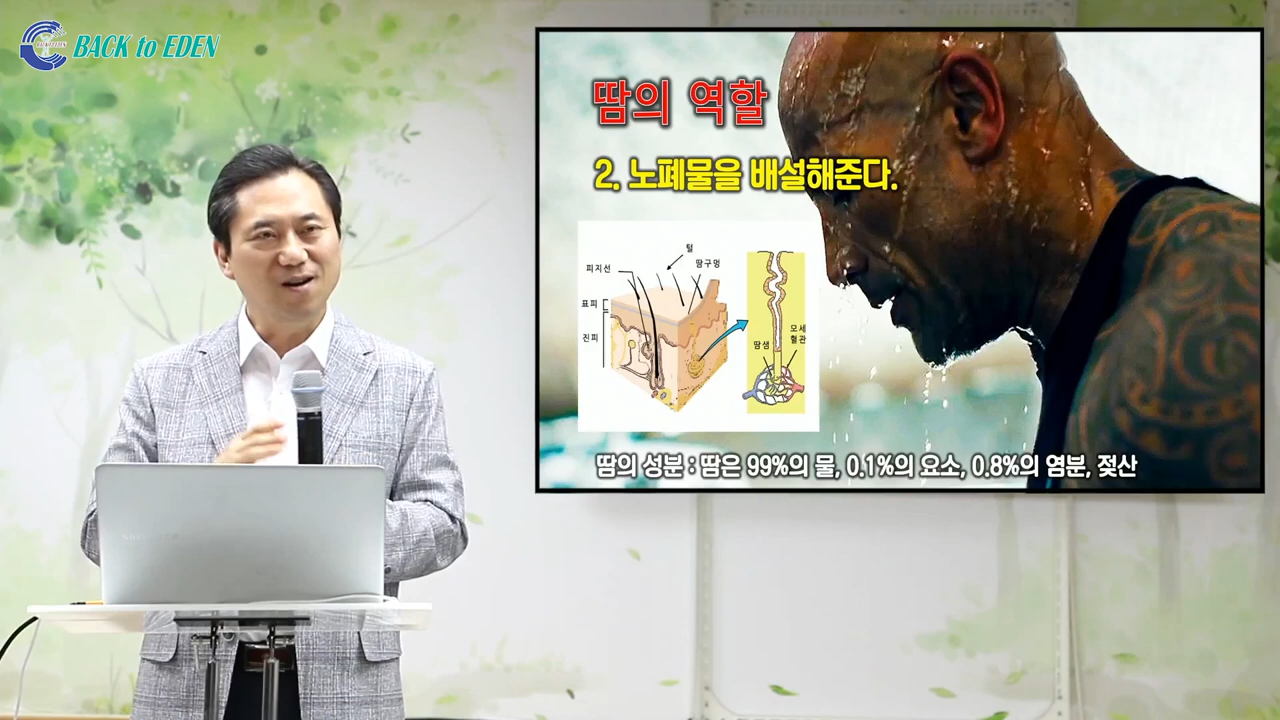 BACK to EDEN
땀의 역할
2. 노폐물을 배설해준다.
털
피지선
땀구멍
표피
진피
모세
혈관
땀샘
땀의 성분 : 땀은 99%의 물, 0.1%의 요소, 0.8%의 염분, 젖산